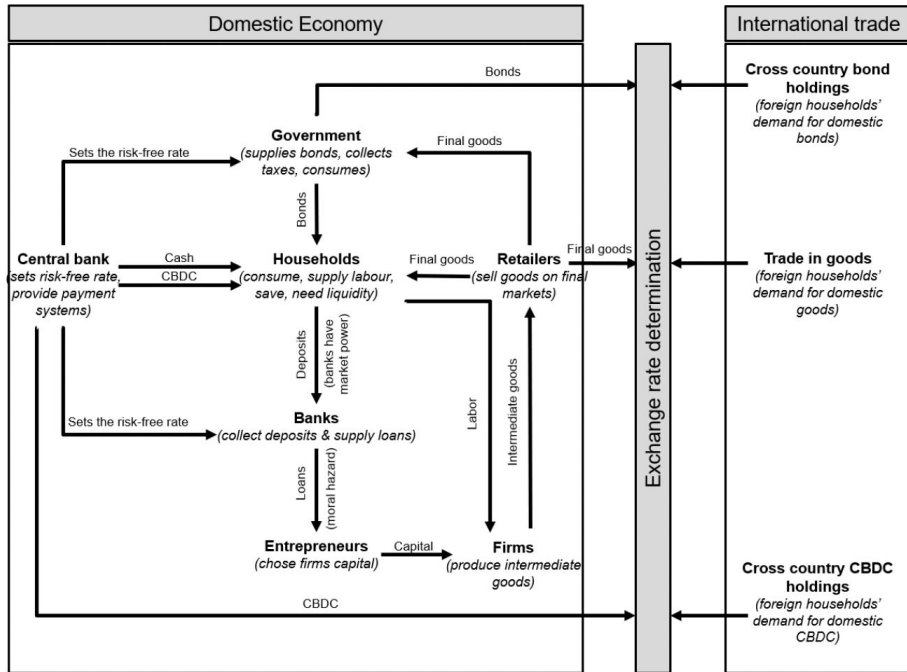 Domestic Economy
International trade
Bonds
Cross country bond
holdings
(foreign households'
demand for domestic
bonds)
Government
(supplies bonds, collects
taxes, consumes)
Final goods
Sets the risk-free rate
Bonds
Central bank
(sets risk-free rate,
provide payment
systems)
Cash
CBDC
Households
(consume, supply labour,
save, need liquidity)
Final goods
Retailers
(sell goods on final
markets)
Final goods
Exchange rate determination
Trade in goods
(foreign households'
demand for domestic
goods)
Deposits
(banks have
market power)
Labor
Intermediate goods
Sets the risk-free rate
Banks
(collect deposits & supply loans)
Loans
(moral hazard)
Entrepreneurs
(chose firms capital)
Capital
Firms
(produce intermediate
goods)
CBDC
Cross country CBDC
holdings
(foreign households'
demand for domestic
CBDC)